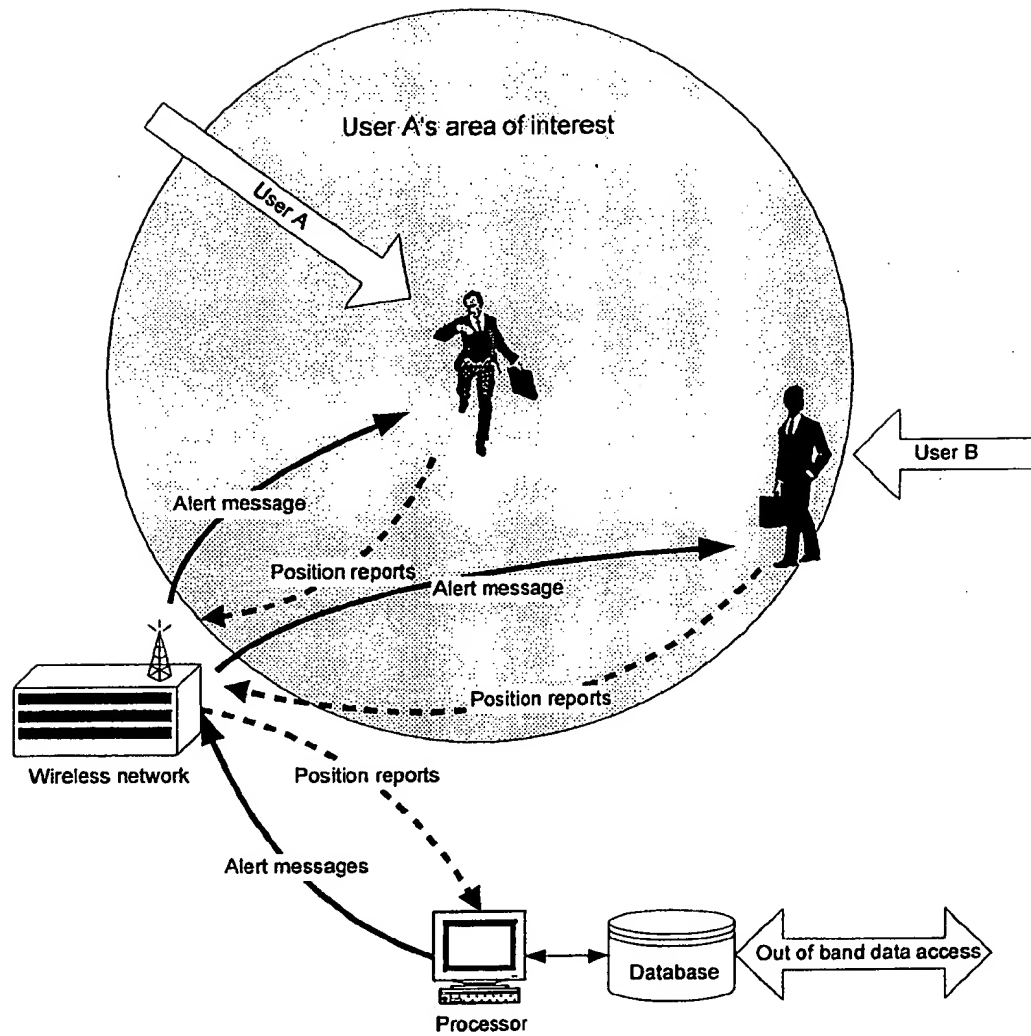 User A's area of interest
User A
User B
Alert message
Position reports
Alert message
Position reports
Wireless network
Position reports
Alert messages
Database
Out of band data access
Processor